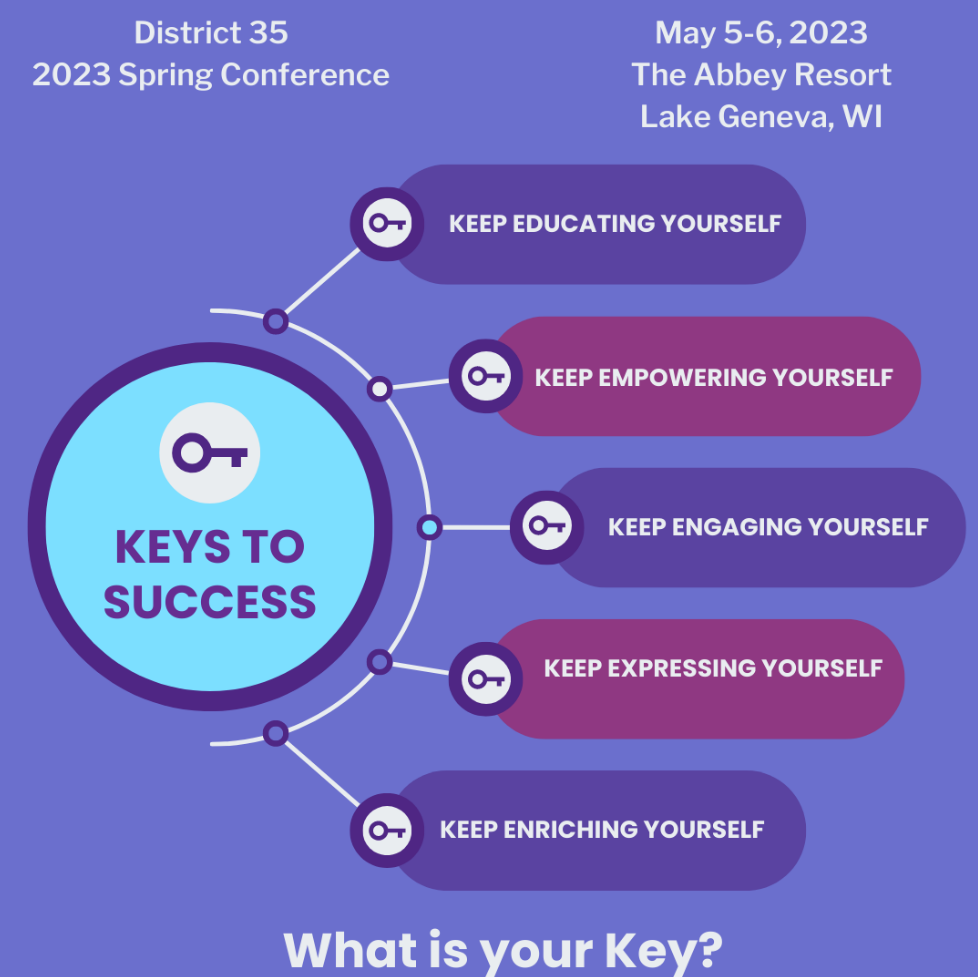 District 35
2023 Spring Conference
May 5-6, 2023
The Abbey Resort
Lake Geneva, WI
KEEP EDUCATING YOURSELF
KEEP EMPOWERING YOURSELF
KEYS TO
SUCCESS
KEEP ENGAGING YOURSELF
KEEP EXPRESSING YOURSELF
KEEP ENRICHING YOURSELF
What is your Key?